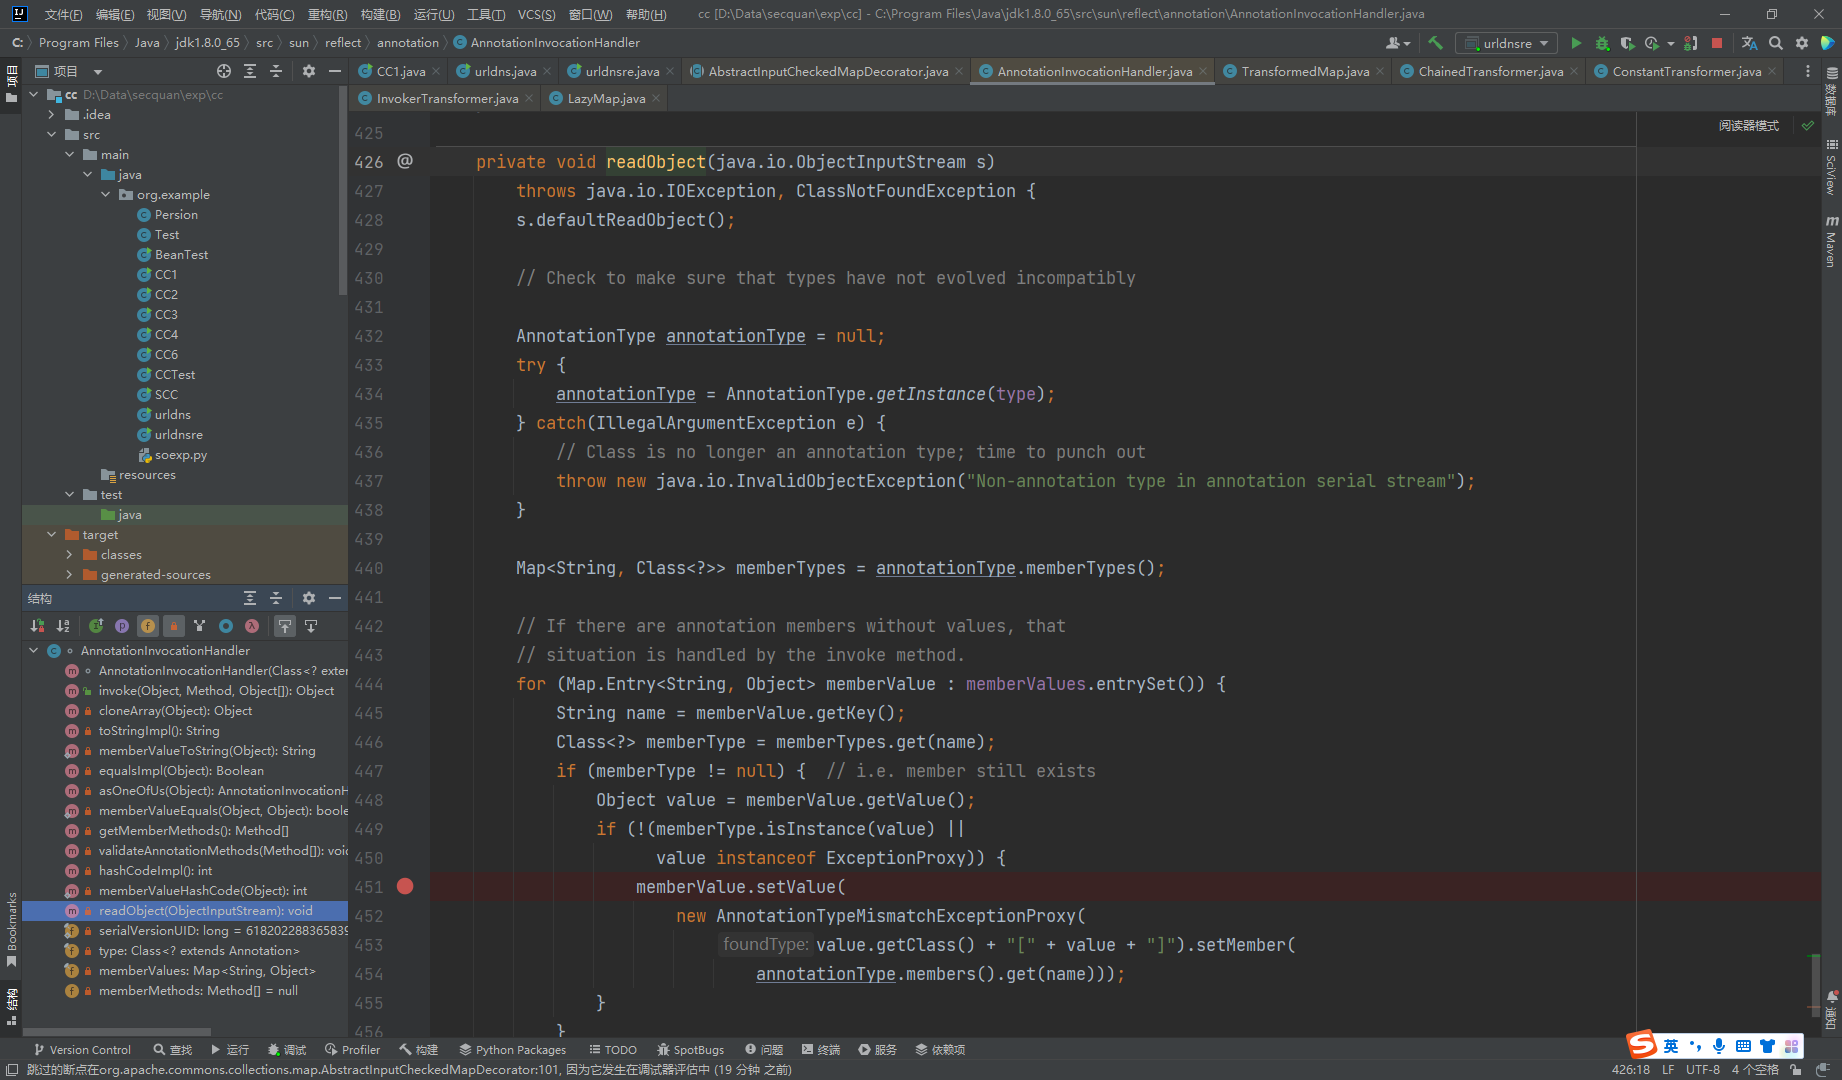 文件(F) 编辑(E) 视图(V) 导航(N) 代码(C) 重构(R) 构建(B) 运行(U) 工具(T) VCS(S) 窗口(W) 帮助(H) cc [D:\Data\secquan\exp\cc] - C:\Program Files\Java\jdk1.8.0_65\src\sun\reflect\annotation\AnnotationInvocationHandler.java
C: Program Files Java jdk1.8.0_65 src sun reflect annotation AnnotationInvocationHandler urldnsre
项目
CC1.java urldns.java urldnsre.java AbstractInputCheckedMapDecorator.java AnnotationInvocationHandler.java TransformedMap.java ChainedTransformer.java ConstantTransformer.java
InvokerTransformer.java LazyMap.java
项目
cc D:\Data\secquan\exp\cc
.idea
src
main
java
org.example
Persion
Test
BeanTest
CC1
CC2
CC3
CC4
CC6
CCTest
SCC
urldns
urldnsre
soexp.py
resources
test
java
target
classes
generated-sources
结构
AnnotationInvocationHandler
AnnotationInvocationHandler(Class<? exter
invoke(Object, Method, Object[]): Object
cloneArray(Object): Object
toStringImpl(): String
memberValueToString(Object): String
equalsImpl(Object): Boolean
asOneOfUs(Object): AnnotationInvocationH
memberValueEquals(Object, Object): boole
getMemberMethods(): Method[]
validateAnnotationMethods(Method[]): voic
hashCodeImpl(): int
memberValueHashCode(Object): int
readObject(ObjectInputStream): void
serialVersionUID: long = 618202288365839
type: Class<? extends Annotation>
memberValues: Map<String, Object>
memberMethods: Method[] = null
阅读器模式
425
426 @ private void readObject(java.io.ObjectInputStream s)
427 throws java.io.IOException, ClassNotFoundException {
428 s.defaultReadObject();
429
430 // Check to make sure that types have not evolved incompatibly
431
432 AnnotationType annotationType = null;
433 try {
434 annotationType = AnnotationType.getInstance(type);
435 } catch(IllegalArgumentException e) {
436 // Class is no longer an annotation type; time to punch out
437 throw new java.io.InvalidObjectException("Non-annotation type in annotation serial stream");
438 }
439
440 Map<String, Class<?>> memberTypes = annotationType.memberTypes();
441
442 // If there are annotation members without values, that
443 // situation is handled by the invoke method.
444 for (Map.Entry<String, Object> memberValue : memberValues.entrySet()) {
445 String name = memberValue.getKey();
446 Class<?> memberType = memberTypes.get(name);
447 if (memberType != null) { // i.e. member still exists
448 Object value = memberValue.getValue();
449 if (!(memberType.isInstance(value) ||
450 value instanceof ExceptionProxy)) {
451 memberValue.setValue(
452 new AnnotationTypeMismatchExceptionProxy(
453 foundType: value.getClass() + "[" + value + "]").setMember(
454 annotationType.members().get(name)));
455 }
456 }
数据库
SciView
Maven
通知
Bookmarks
结构
Version Control 查找 运行 调试 Profiler 构建 Python Packages TODO SpotBugs 问题 终端 服务 依赖项
英
跳过的断点在org.apache.commons.collections.map.AbstractInputCheckedMapDecorator:101, 因为它发生在调试器评估中 (19 分钟 之前) 426:18 LF UTF-8 4 个空格